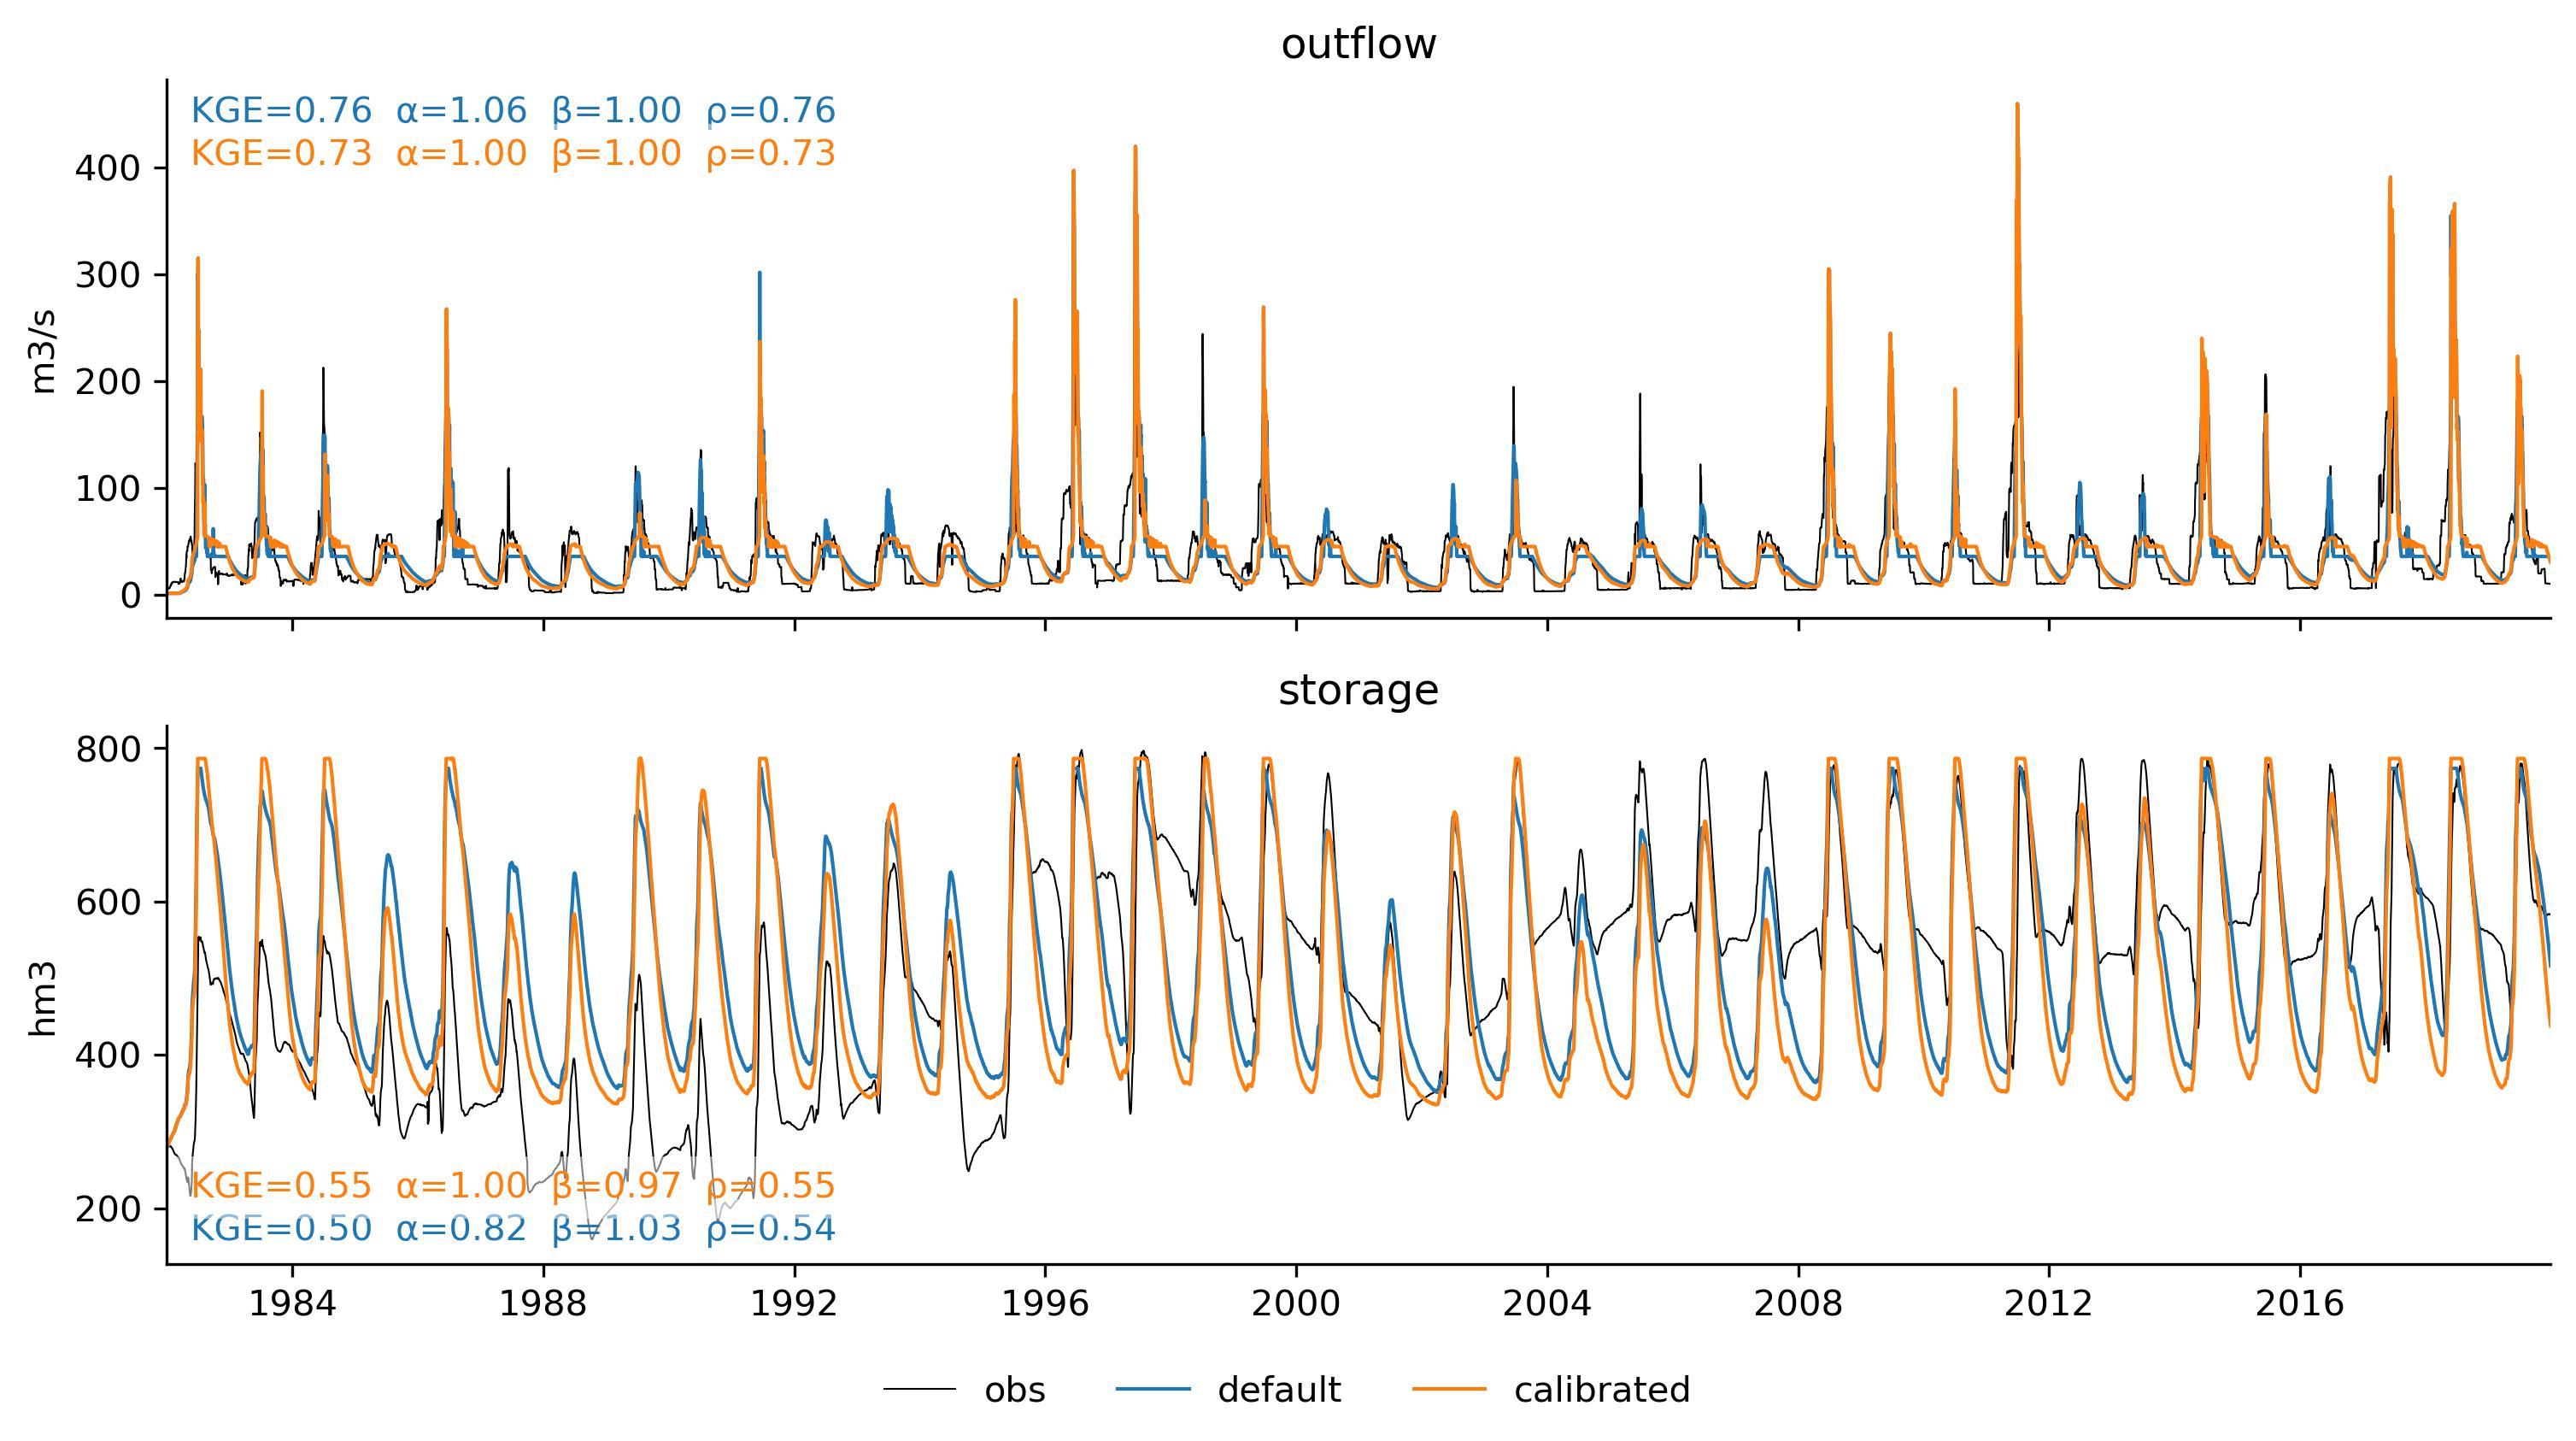 outflow
KGE=0.76 α=1.06 β=1.00 ρ=0.76
KGE=0.73 α=1.00 β=1.00 ρ=0.73
400
300
200
100
0
m3/s
storage
800
600
400
200
hm3
KGE=0.55 α=1.00 β=0.97 ρ=0.55
KGE=0.50 α=0.82 β=1.03 ρ=0.54
1984 1988 1992 1996 2000 2004 2008 2012 2016
obs default calibrated